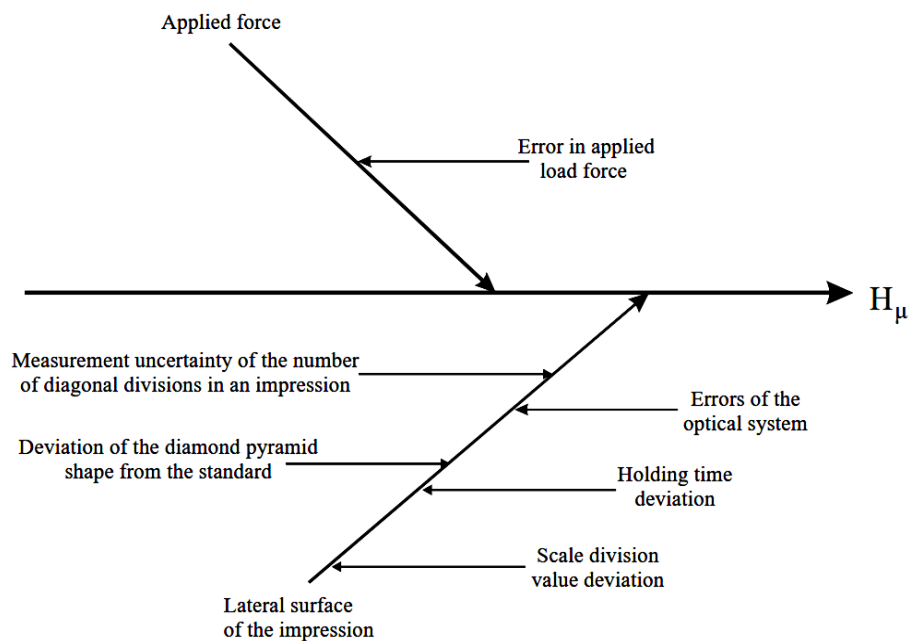 Applied force
Error in applied
load force
H_μ
Measurement uncertainty of the number
of diagonal divisions in an impression
Errors of the
optical system
Deviation of the diamond pyramid
shape from the standard
Holding time
deviation
Scale division
value deviation
Lateral surface
of the impression